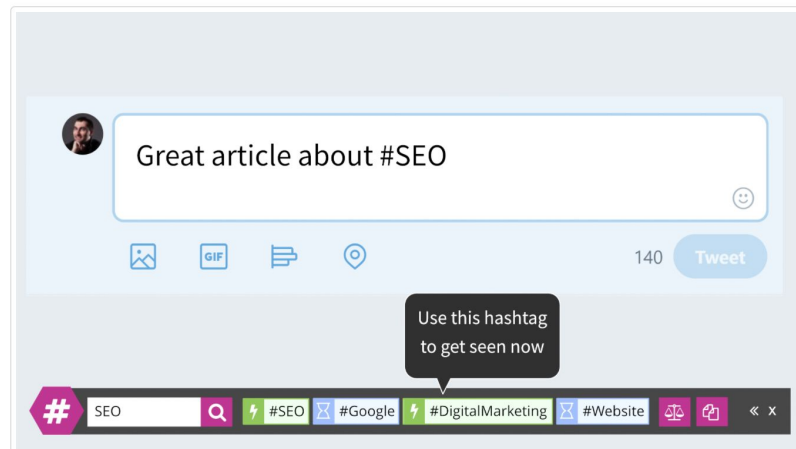 Great article about #SEO
GIF
140 Tweet
Use this hashtag
to get seen now
# SEO #SEO #Google #DigitalMarketing #Website « x